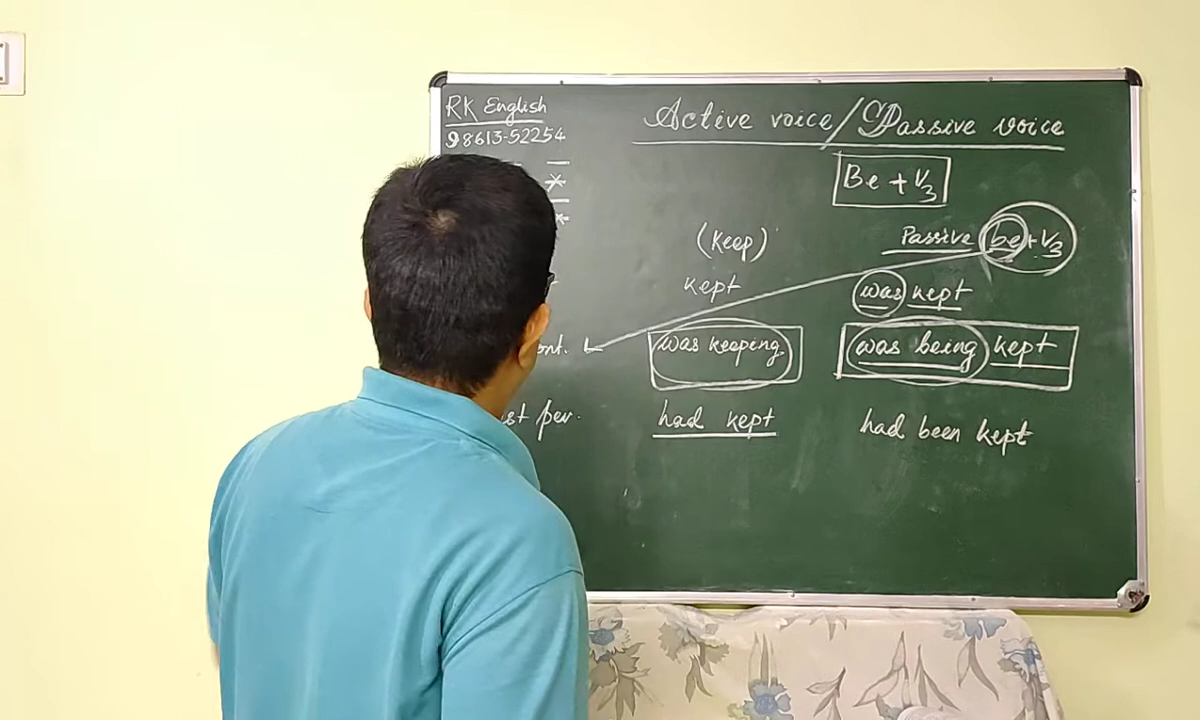 RK English
98613-52254
Active voice/Passive voice
Be + V3
(Keep) Passive be+V3
kept was kept
was keeping was being kept
had kept had been kept